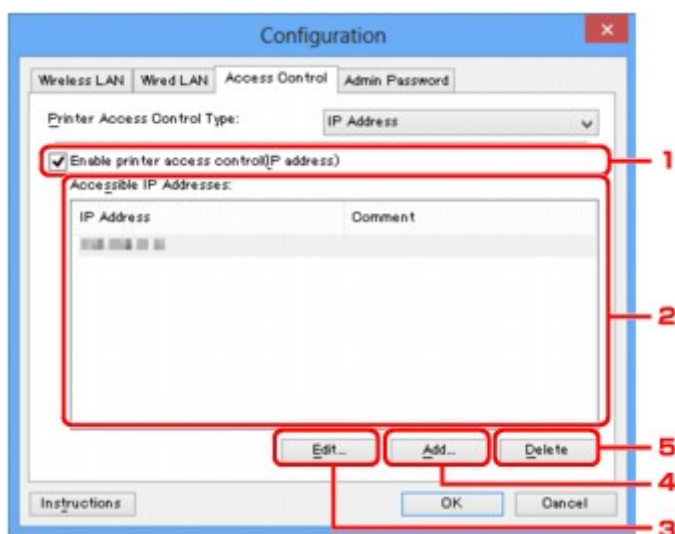 Configuration
Wireless LAN Wired LAN Access Control Admin Password
Printer Access Control Type: IP Address
Enable printer access control(IP address) 1
Accessible IP Addresses:
IP Address Comment
2
Edit... Add... Delete 5
4
Instructions OK Cancel
3